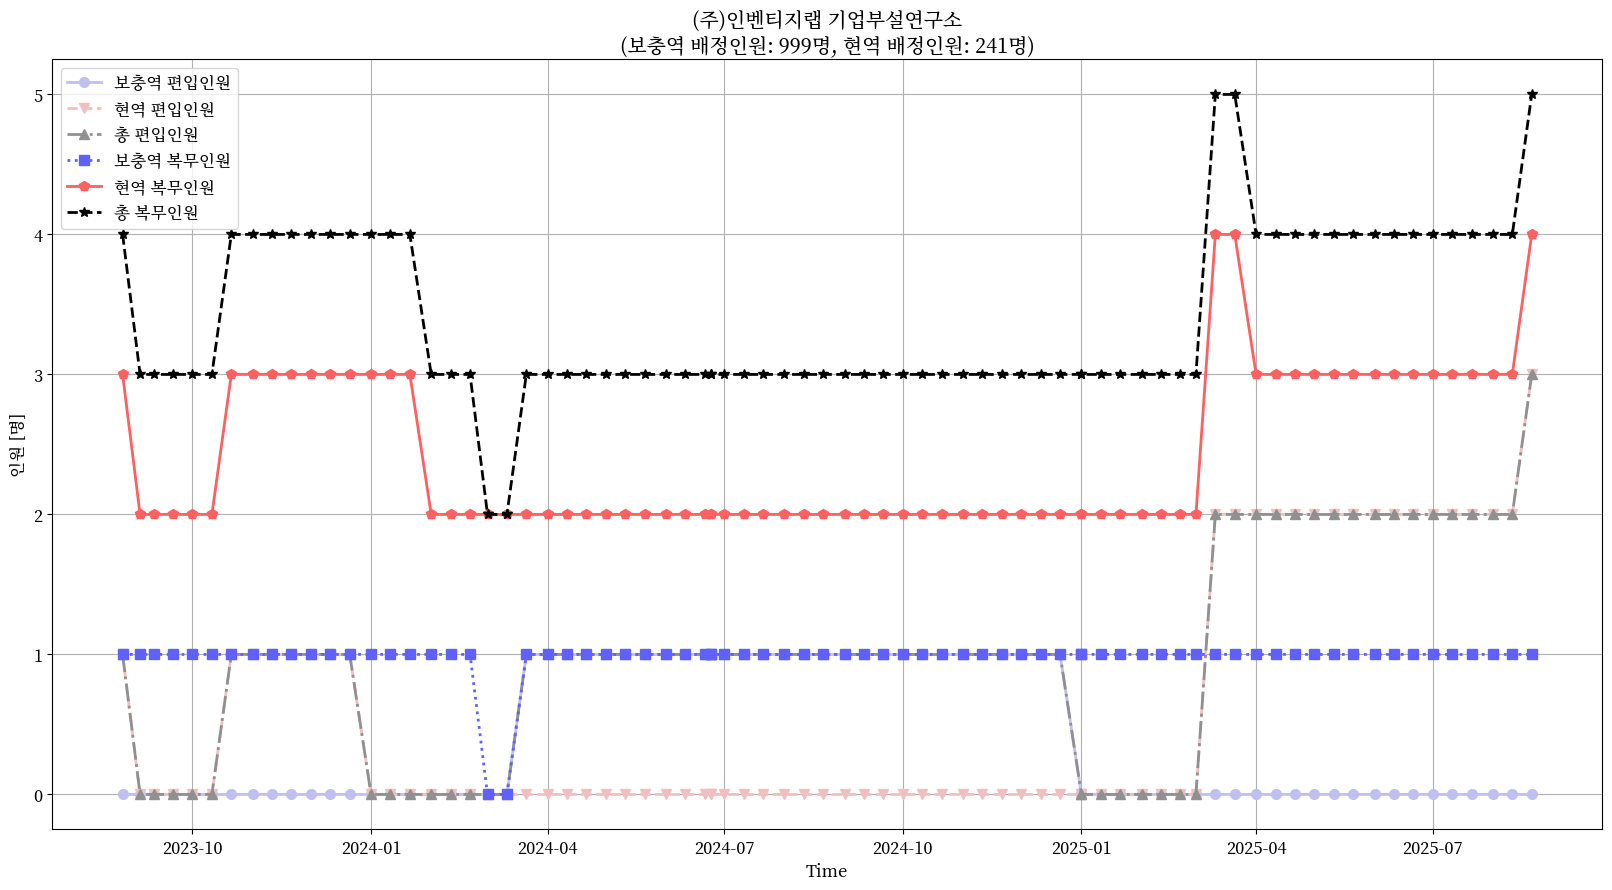 (주)인벤티지랩 기업부설연구소
(보충역 배정인원: 999명, 현역 배정인원: 241명)
보충역 편입인원
현역 편입인원
총 편입인원
보충역 복무인원
현역 복무인원
총 복무인원
5
4
3
2
1
0
인원 [명]
2023-10
2024-01
2024-04
2024-07
2024-10
2025-01
2025-04
2025-07
Time